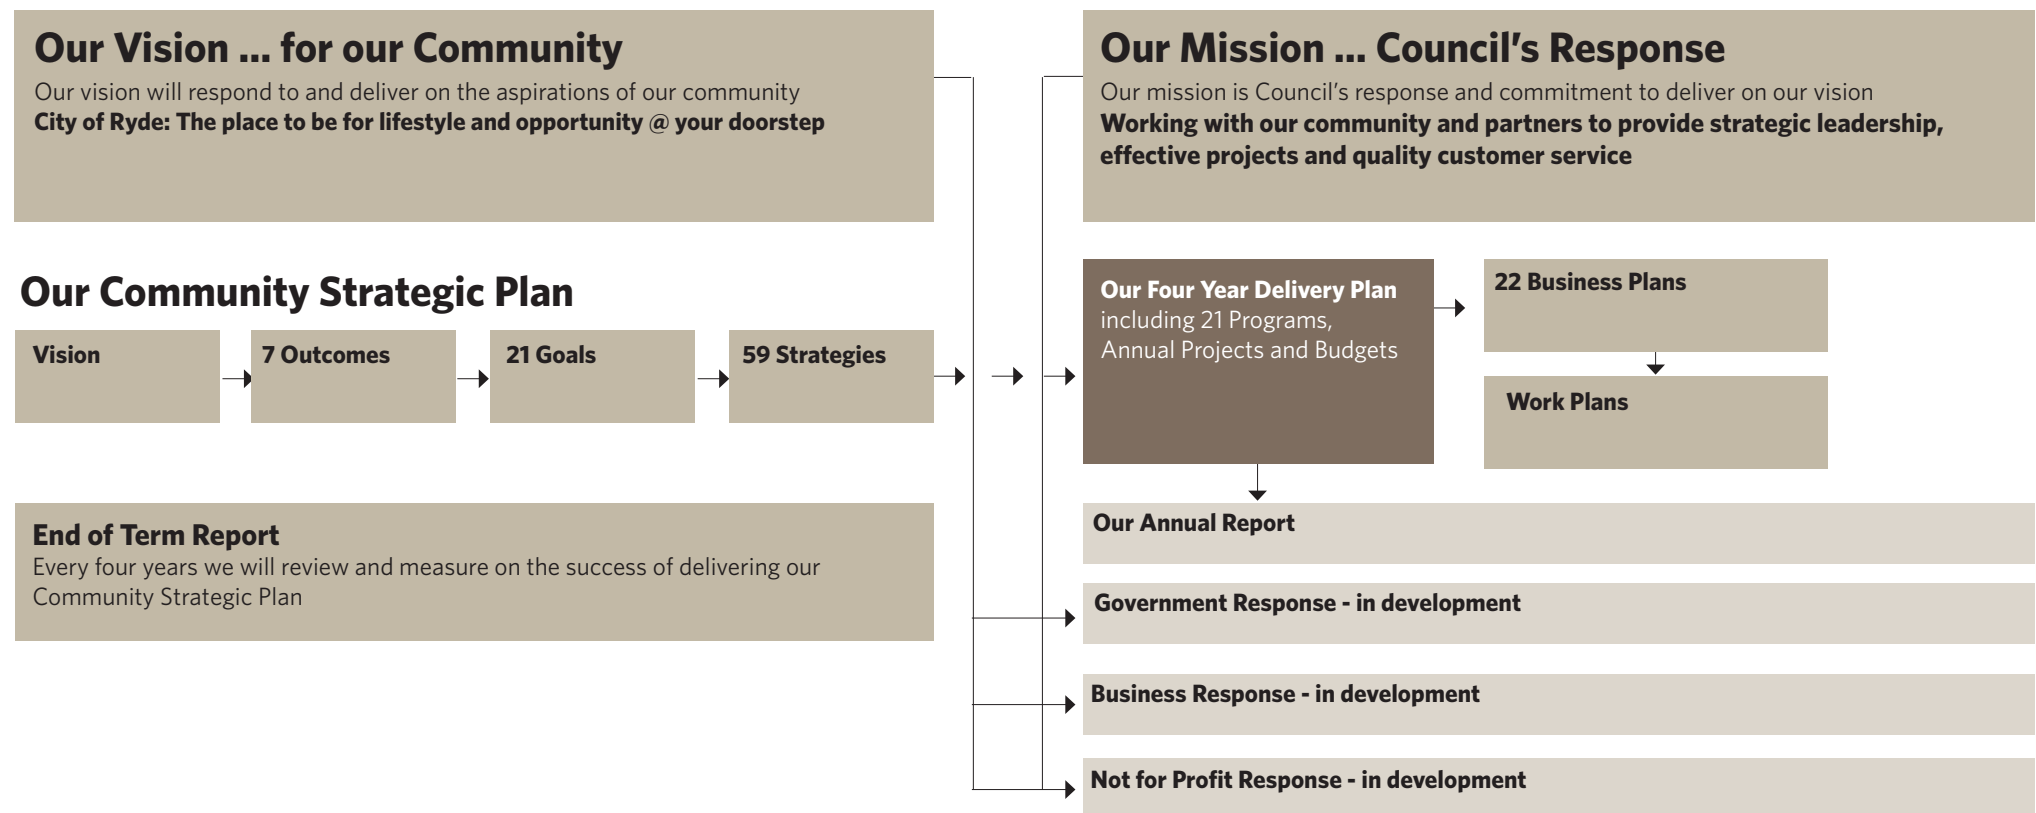 Our Vision ... for our Community
Our vision will respond to and deliver on the aspirations of our community
City of Ryde: The place to be for lifestyle and opportunity @ your doorstep
Our Mission ... Council's Response
Our mission is Council's response and commitment to deliver on our vision
Working with our community and partners to provide strategic leadership,
effective projects and quality customer service
Our Community Strategic Plan
Vision
7 Outcomes
21 Goals
59 Strategies
Our Four Year Delivery Plan
including 21 Programs,
Annual Projects and Budgets
22 Business Plans
Work Plans
End of Term Report
Every four years we will review and measure on the success of delivering our
Community Strategic Plan
Our Annual Report
Government Response - in development
Business Response - in development
Not for Profit Response - in development